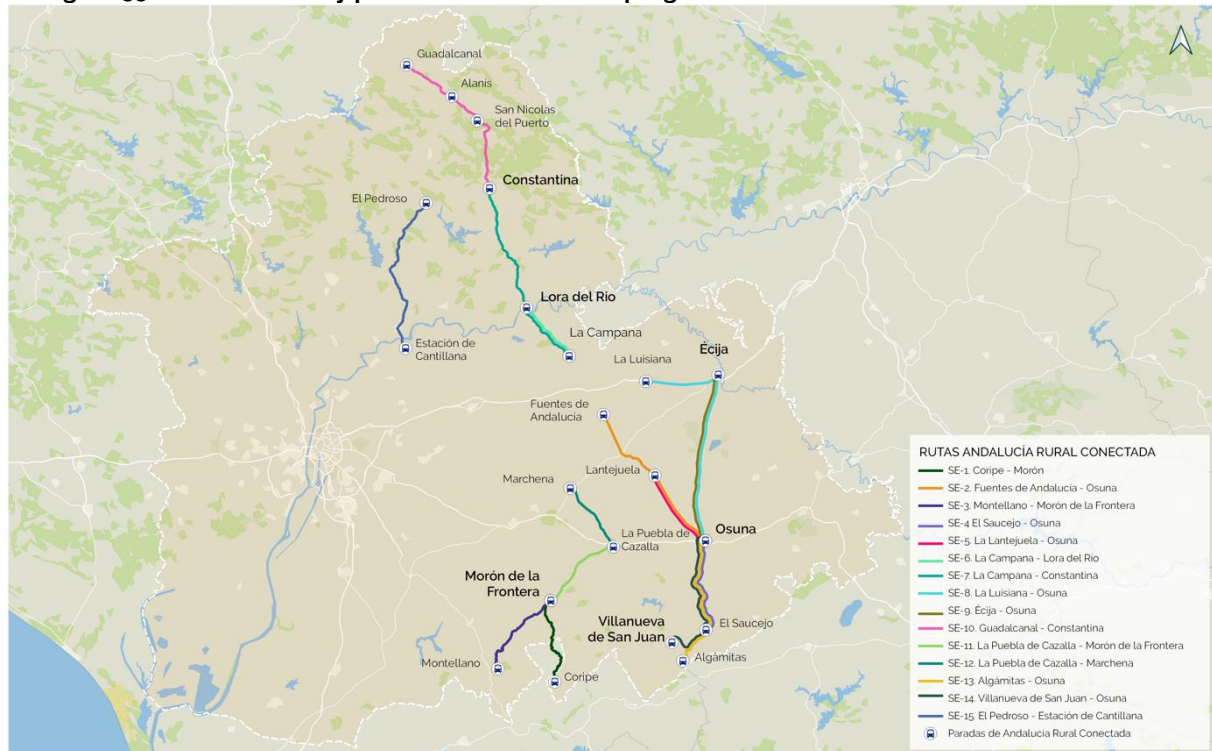 Guadalcanal
Alanis
San Nicolas
del Puerto
Constantina
El Pedroso
Lora del Rio
La Campana
Estación de
Cantillana
Écija
La Luisiana
Fuentes de
Andalucia
Lantejuela
Marchena
La Puebla de
Cazalla
Osuna
Morón de la
Frontera
Villanueva
de San Juan
El Saucejo
Algámitas
Montellano
Coripe
RUTAS ANDALUCÍA RURAL CONECTADA
SE-1. Coripe - Morón
SE-2. Fuentes de Andalucía - Osuna
SE-3. Montellano - Morón de la Frontera
SE-4 El Saucejo - Osuna
SE-5. La Lantejuela - Osuna
SE-6. La Campana - Lora del Rio
SE-7. La Campana - Constantina
SE-8. La Luisiana - Osuna
SE-9. Écija - Osuna
SE-10. Guadalcanal - Constantina
SE-11. La Puebla de Cazalla - Morón de la Frontera
SE-12. La Puebla de Cazalla - Marchena
SE-13. Algámitas - Osuna
SE-14. Villanueva de San Juan - Osuna
SE-15. El Pedroso - Estación de Cantillana
Paradas de Andalucia Rural Conectada